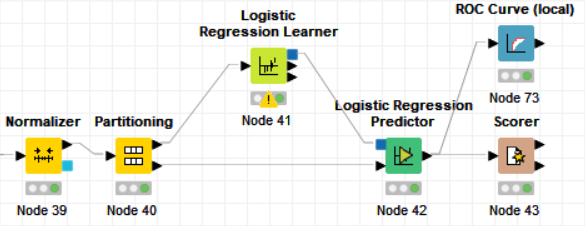 ROC Curve (local)
Node 73
Logistic
Regression Learner
Node 41
Normalizer
Node 39
Partitioning
Node 40
Logistic Regression
Predictor
Node 42
Scorer
Node 43